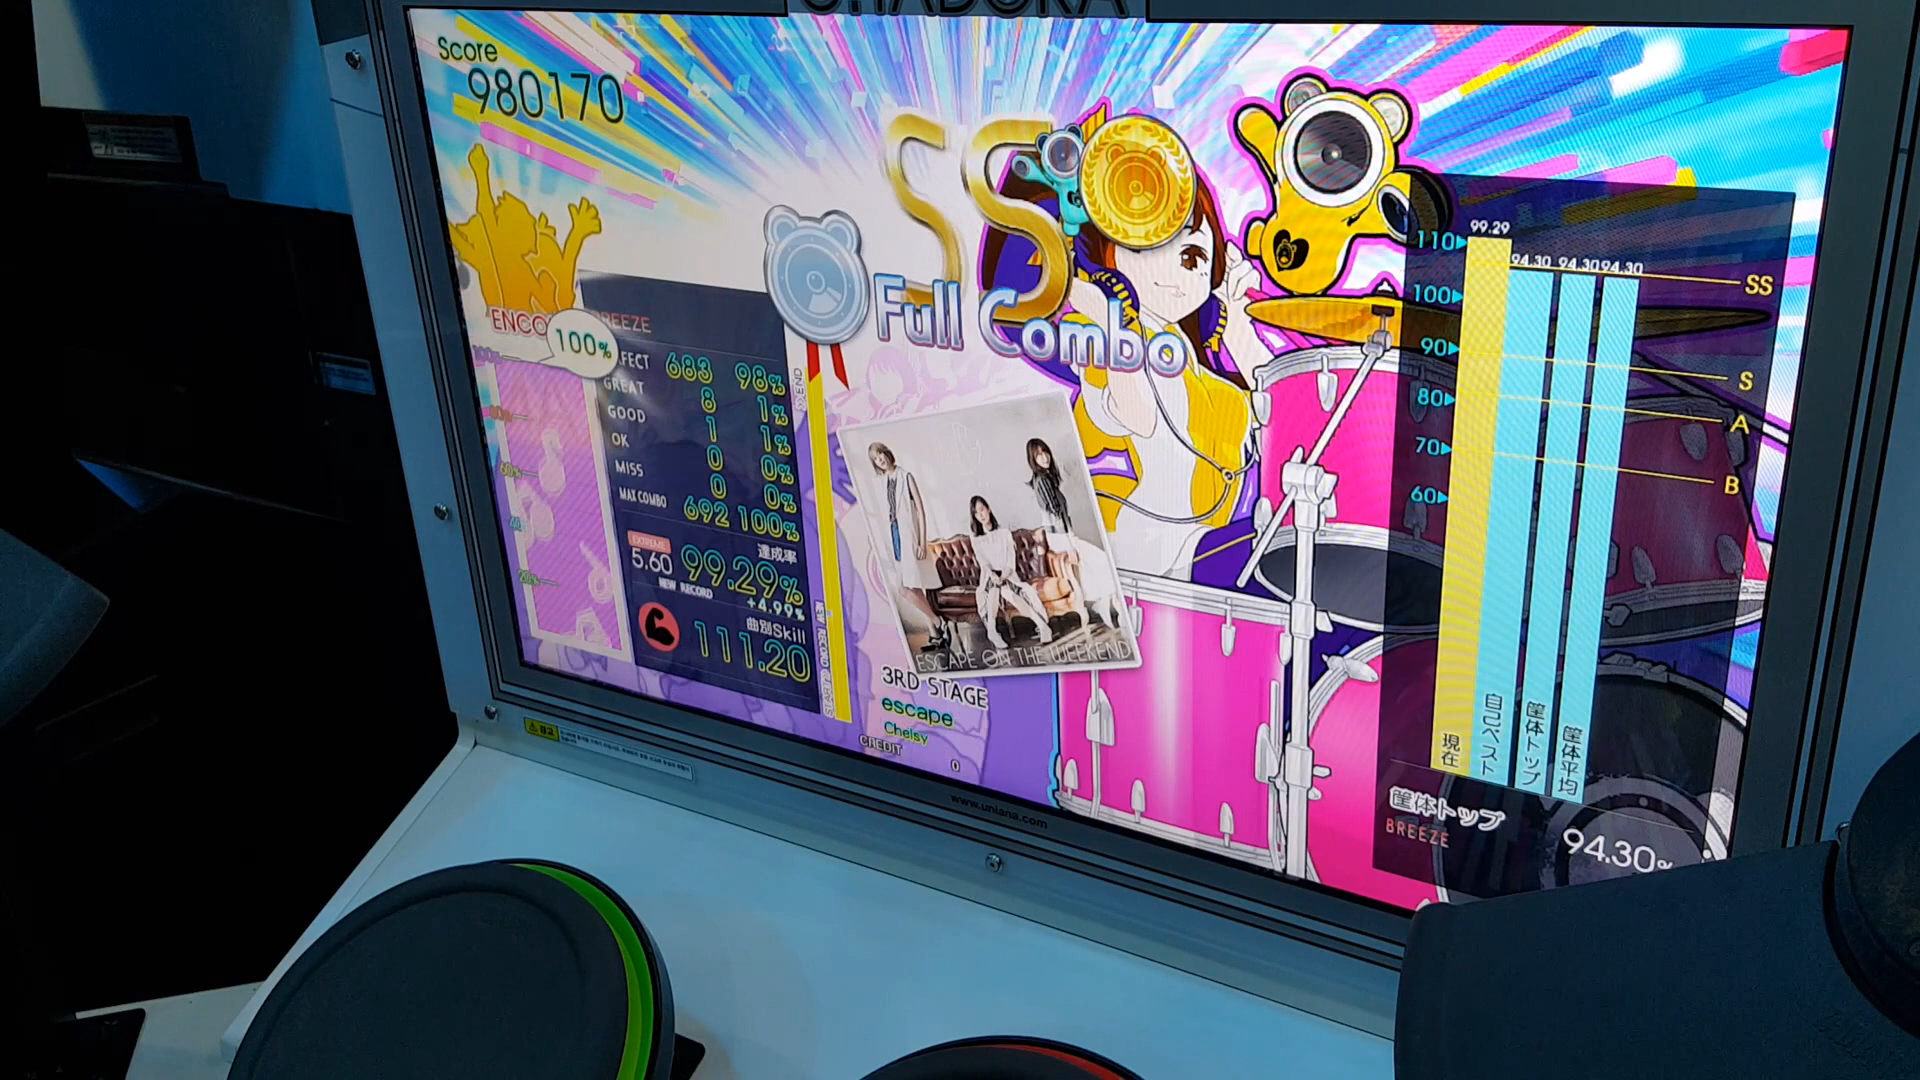 Score
980170
SS
Full Combo
100%
BREEZE
PERFECT 683 98%
GREAT 8 1%
GOOD 1 1%
OK 0 0%
MISS 0 0%
MAX COMBO 692 100%
EXTREME
5.60
達成率
99.29%
NEW RECORD
+4.99%
曲別Skill
111.20
ESCAPE ON THE WEEKEND
3RD STAGE
escape
Chelsy
CREDIT
0
www.uniana.com
99.29
94.30 94.30 94.30
110
100
90
80
70
60
SS
S
A
B
現在
自己ベスト
筐体トップ
筐体平均
筐体トップ
BREEZE
94.30%